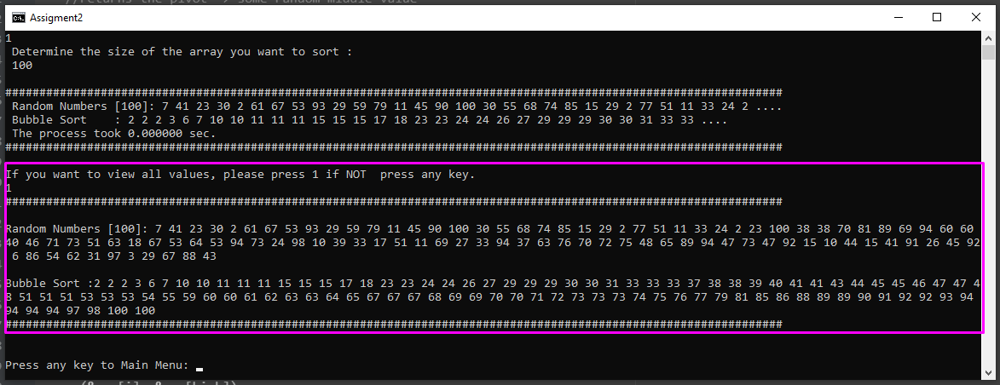 //returns the pivot -> some random middle value
Assigment2
1
Determine the size of the array you want to sort :
100
##################################################################################################################
Random Numbers [100]: 7 41 23 30 2 61 67 53 93 29 59 79 11 45 90 100 30 55 68 74 85 15 29 2 77 51 11 33 24 2 ....
Bubble Sort    : 2 2 2 3 6 7 10 10 11 11 11 15 15 15 17 18 23 23 24 24 26 27 29 29 29 30 30 31 33 33 ....
The process took 0.000000 sec.
##################################################################################################################
If you want to view all values, please press 1 if NOT  press any key.
1
##################################################################################################################
Random Numbers [100]: 7 41 23 30 2 61 67 53 93 29 59 79 11 45 90 100 30 55 68 74 85 15 29 2 77 51 11 33 24 2 23 100 38 38 70 81 89 69 94 60 60
40 46 71 73 51 63 18 67 53 64 53 94 73 24 98 10 39 33 17 51 11 69 27 33 94 37 63 76 70 72 75 48 65 89 94 47 73 47 92 15 10 44 15 41 91 26 45 92
6 86 54 62 31 97 3 29 67 88 43
Bubble Sort :2 2 2 3 6 7 10 10 11 11 11 15 15 15 17 18 23 23 24 24 26 27 29 29 29 30 30 31 33 33 33 37 38 38 39 40 41 41 43 44 45 45 46 47 47 4
8 51 51 51 53 53 53 54 55 59 60 60 61 62 63 63 64 65 67 67 67 68 69 69 70 70 71 72 73 73 73 74 75 76 77 79 81 85 86 88 89 89 90 91 92 92 93 94
94 94 94 97 98 100 100
##################################################################################################################
Press any key to Main Menu: